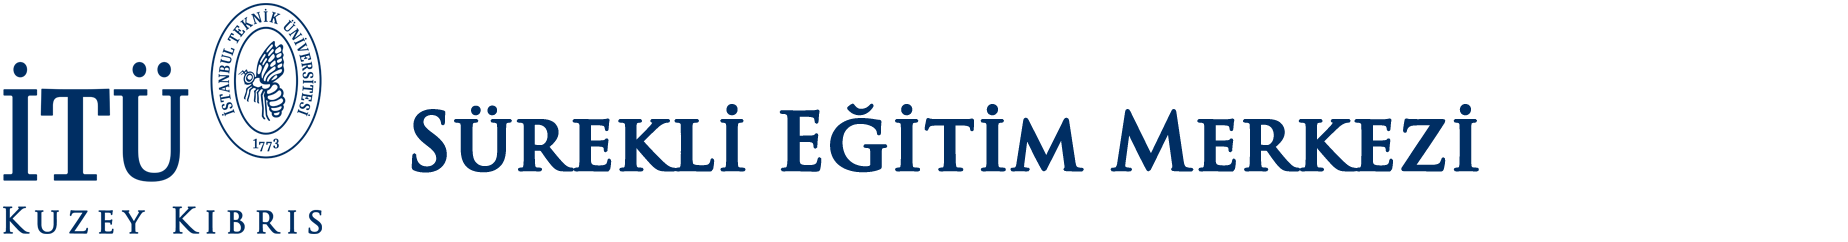 İTÜ
İSTANBUL TEKNİK ÜNİVERSİTESİ
1773
KUZEY KIBRIS
SÜREKLİ EĞİTİM MERKEZİ